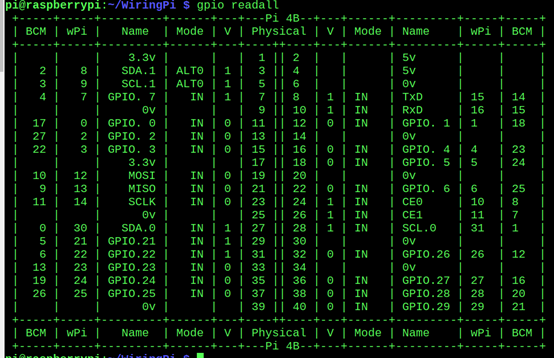 pi@raspberrypi:~/WiringPi $ gpio readall
+-----+-----+---------+------+---+---Pi 4B--+---+------+---------+-----+-----+
| BCM | wPi |   Name  | Mode | V | Physical | V | Mode | Name    | wPi | BCM |
+-----+-----+---------+------+---+----++----+---+------+---------+-----+-----+
|     |     |    3.3v |      |   |  1 || 2  |   |      | 5v      |     |     |
|   2 |   8 |   SDA.1 | ALT0 | 1 |  3 || 4  |   |      | 5v      |     |     |
|   3 |   9 |   SCL.1 | ALT0 | 1 |  5 || 6  |   |      | 0v      |     |     |
|   4 |   7 | GPIO. 7 |   IN | 1 |  7 || 8  | 1 | IN   | TxD     | 15  | 14  |
|     |     |      0v |      |   |  9 || 10 | 1 | IN   | RxD     | 16  | 15  |
|  17 |   0 | GPIO. 0 |   IN | 0 | 11 || 12 | 0 | IN   | GPIO. 1 | 1   | 18  |
|  27 |   2 | GPIO. 2 |   IN | 0 | 13 || 14 |   |      | 0v      |     |     |
|  22 |   3 | GPIO. 3 |   IN | 0 | 15 || 16 | 0 | IN   | GPIO. 4 | 4   | 23  |
|     |     |    3.3v |      |   | 17 || 18 | 0 | IN   | GPIO. 5 | 5   | 24  |
|  10 |  12 |    MOSI |   IN | 0 | 19 || 20 |   |      | 0v      |     |     |
|   9 |  13 |    MISO |   IN | 0 | 21 || 22 | 0 | IN   | GPIO. 6 | 6   | 25  |
|  11 |  14 |    SCLK |   IN | 0 | 23 || 24 | 1 | IN   | CE0     | 10  | 8   |
|     |     |      0v |      |   | 25 || 26 | 1 | IN   | CE1     | 11  | 7   |
|   0 |  30 |   SDA.0 |   IN | 1 | 27 || 28 | 1 | IN   | SCL.0   | 31  | 1   |
|   5 |  21 | GPIO.21 |   IN | 1 | 29 || 30 |   |      | 0v      |     |     |
|   6 |  22 | GPIO.22 |   IN | 1 | 31 || 32 | 0 | IN   | GPIO.26 | 26  | 12  |
|  13 |  23 | GPIO.23 |   IN | 0 | 33 || 34 |   |      | 0v      |     |     |
|  19 |  24 | GPIO.24 |   IN | 0 | 35 || 36 | 0 | IN   | GPIO.27 | 27  | 16  |
|  26 |  25 | GPIO.25 |   IN | 0 | 37 || 38 | 0 | IN   | GPIO.28 | 28  | 20  |
|     |     |      0v |      |   | 39 || 40 | 0 | IN   | GPIO.29 | 29  | 21  |
+-----+-----+---------+------+---+----++----+---+------+---------+-----+-----+
| BCM | wPi |   Name  | Mode | V | Physical | V | Mode | Name    | wPi | BCM |
+-----+-----+---------+------+---+---Pi 4B--+---+------+---------+-----+-----+
pi@raspberrypi:~/WiringPi $